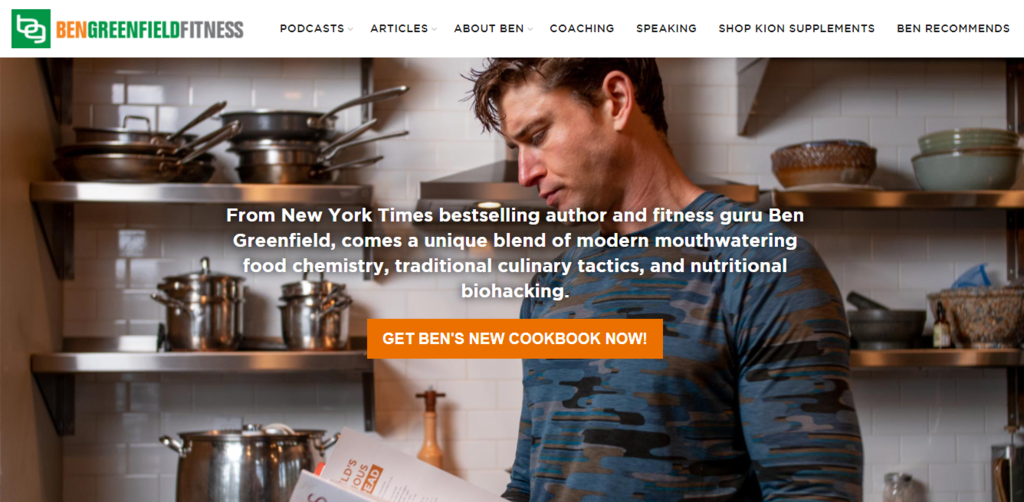 beg BENGREENFIELDFITNESS PODCASTS ARTICLES ABOUT BEN COACHING SPEAKING SHOP KION SUPPLEMENTS BEN RECOMMENDS
From New York Times bestselling author and fitness guru Ben
Greenfield, comes a unique blend of modern mouthwatering
food chemistry, traditional culinary tactics, and nutritional
biohacking.
GET BEN'S NEW COOKBOOK NOW!